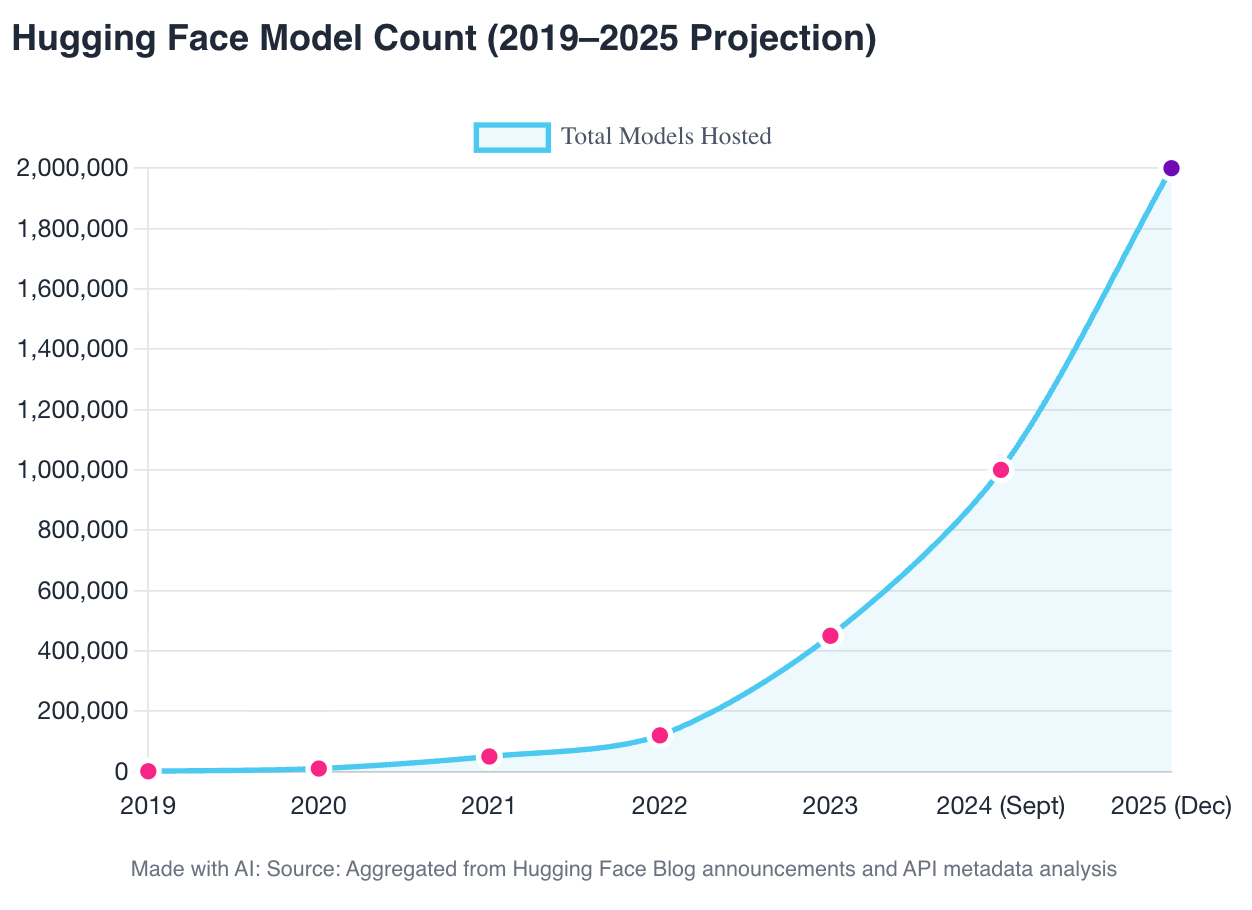 Hugging Face Model Count (2019–2025 Projection)
Total Models Hosted
2,000,000
1,800,000
1,600,000
1,400,000
1,200,000
1,000,000
800,000
600,000
400,000
200,000
0
2019 2020 2021 2022 2023 2024 (Sept) 2025 (Dec)
Made with AI: Source: Aggregated from Hugging Face Blog announcements and API metadata analysis